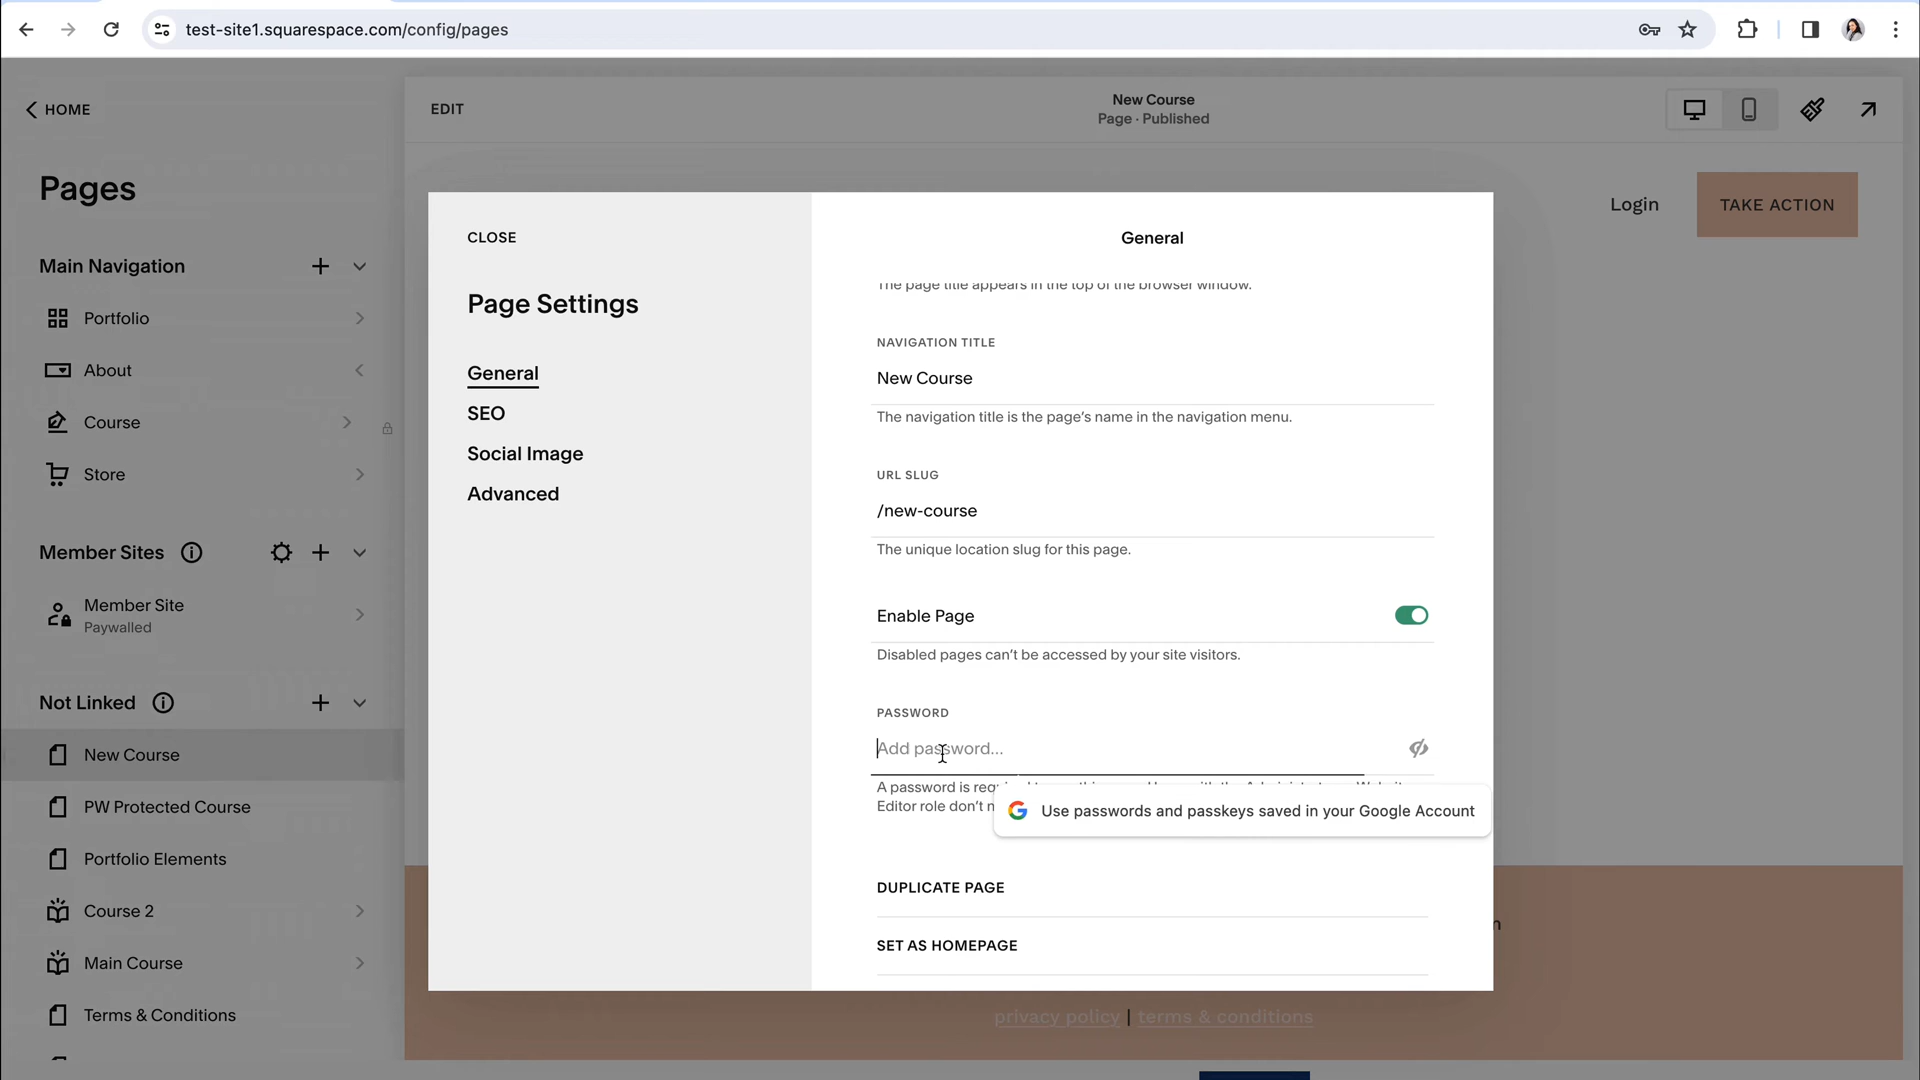 test-site1.squarespace.com/config/pages
HOME
EDIT
New Course
Page · Published
Pages
Login
TAKE ACTION
Main Navigation
Portfolio
About
Course
Store
Member Sites
Member Site
Paywalled
Not Linked
New Course
PW Protected Course
Portfolio Elements
Course 2
Main Course
Terms & Conditions
CLOSE
Page Settings
General
SEO
Social Image
Advanced
General
The page title appears in the top of the browser window.
NAVIGATION TITLE
New Course
The navigation title is the page's name in the navigation menu.
URL SLUG
/new-course
The unique location slug for this page.
Enable Page
Disabled pages can't be accessed by your site visitors.
PASSWORD
Add password...
A password is
Editor role don't
Use passwords and passkeys saved in your Google Account
DUPLICATE PAGE
SET AS HOMEPAGE
n
privacy policy | terms & conditions